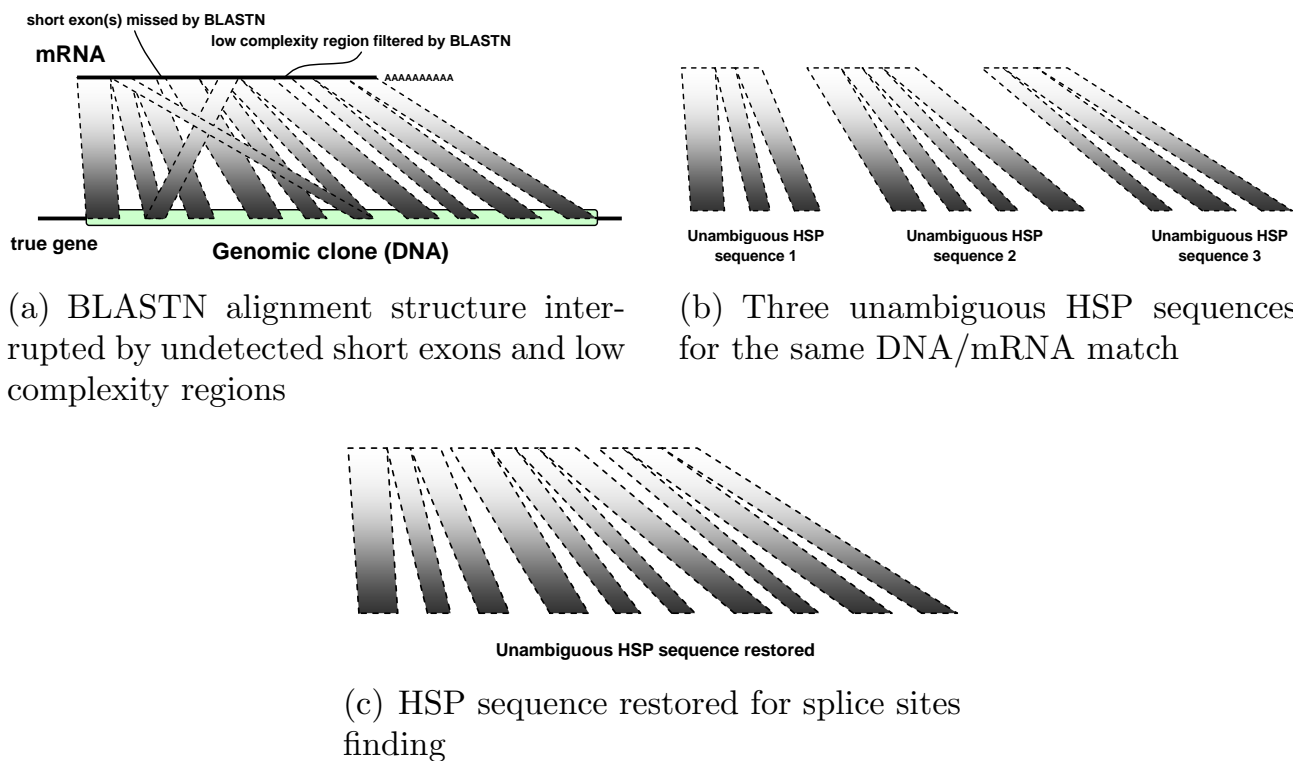 short exon(s) missed by BLASTN
low complexity region filtered by BLASTN
mRNA
AAAAAAAAAA
true gene
Genomic clone (DNA)
(a) BLASTN alignment structure inter-
rupted by undetected short exons and low
complexity regions
Unambiguous HSP
sequence 1
Unambiguous HSP
sequence 2
Unambiguous HSP
sequence 3
(b) Three unambiguous HSP sequences
for the same DNA/mRNA match
Unambiguous HSP sequence restored
(c) HSP sequence restored for splice sites
finding